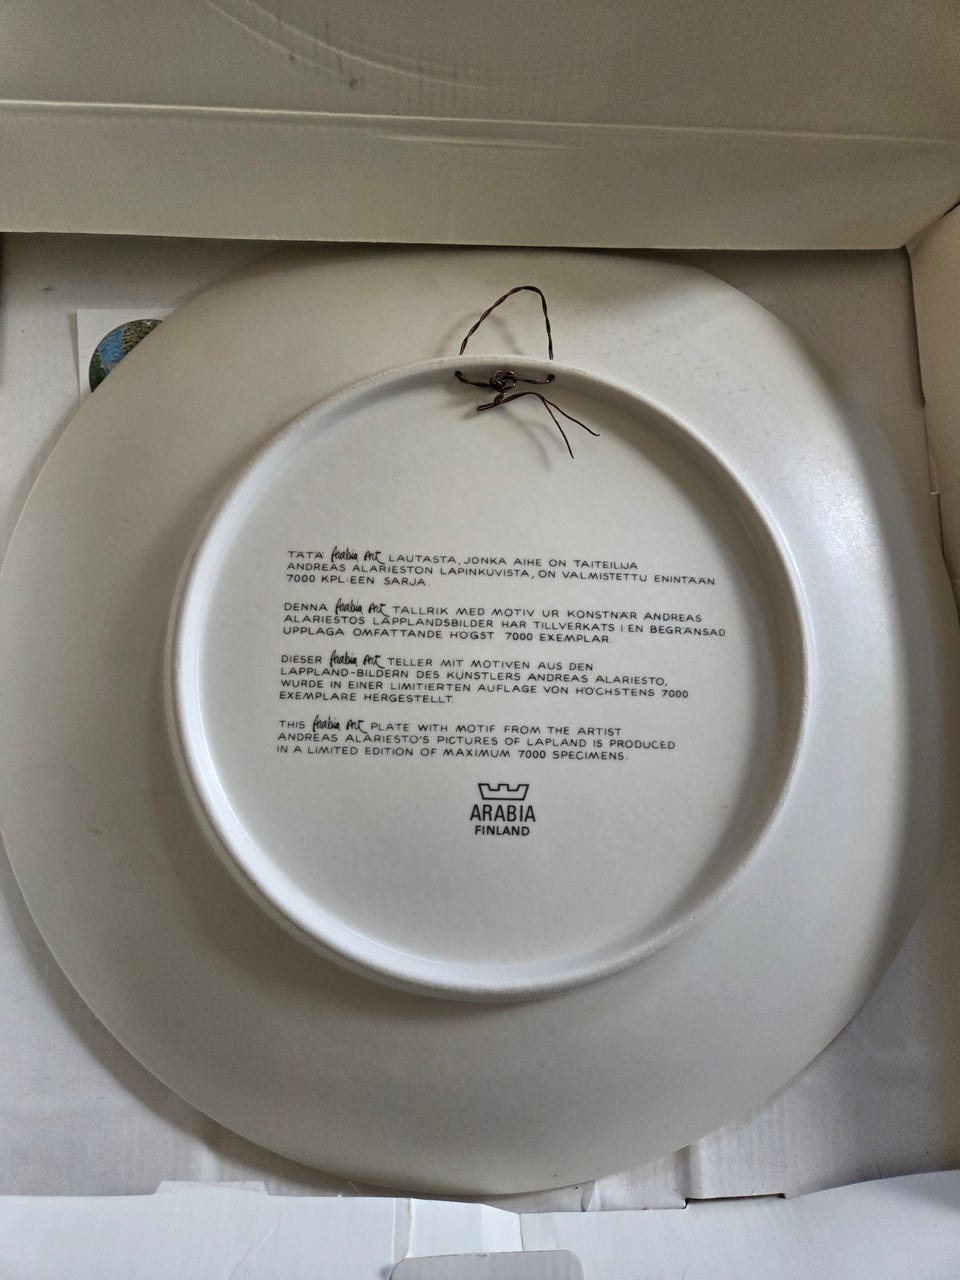 TÄTÄ Arabia Art LAUTASTA, JONKA AIHE ON TAITEILIJA
ANDREAS ALARIESTON LAPINKUVISTA, ON VALMISTETTU ENINTÄÄN
7000 KPL:EEN SARJA.
DENNA Arabia Art TALLRIK MED MOTIV UR KONSTNÄR ANDREAS
ALARIESTOS LAPPLANDSBILDER HAR TILLVERKATS I EN BEGRÄNSAD
UPPLAGA OMFATTANDE HÖGST 7000 EXEMPLAR.
DIESER Arabia Art TELLER MIT MOTIVEN AUS DEN
LAPPLAND-BILDERN DES KÜNSTLERS ANDREAS ALARIESTO,
WURDE IN EINER LIMITIERTEN AUFLAGE VON HÖCHSTENS 7000
EXEMPLARE HERGESTELLT.
THIS Arabia Art PLATE WITH MOTIF FROM THE ARTIST
ANDREAS ALARIESTO'S PICTURES OF LAPLAND IS PRODUCED
IN A LIMITED EDITION OF MAXIMUM 7000 SPECIMENS.
ARABIA
FINLAND